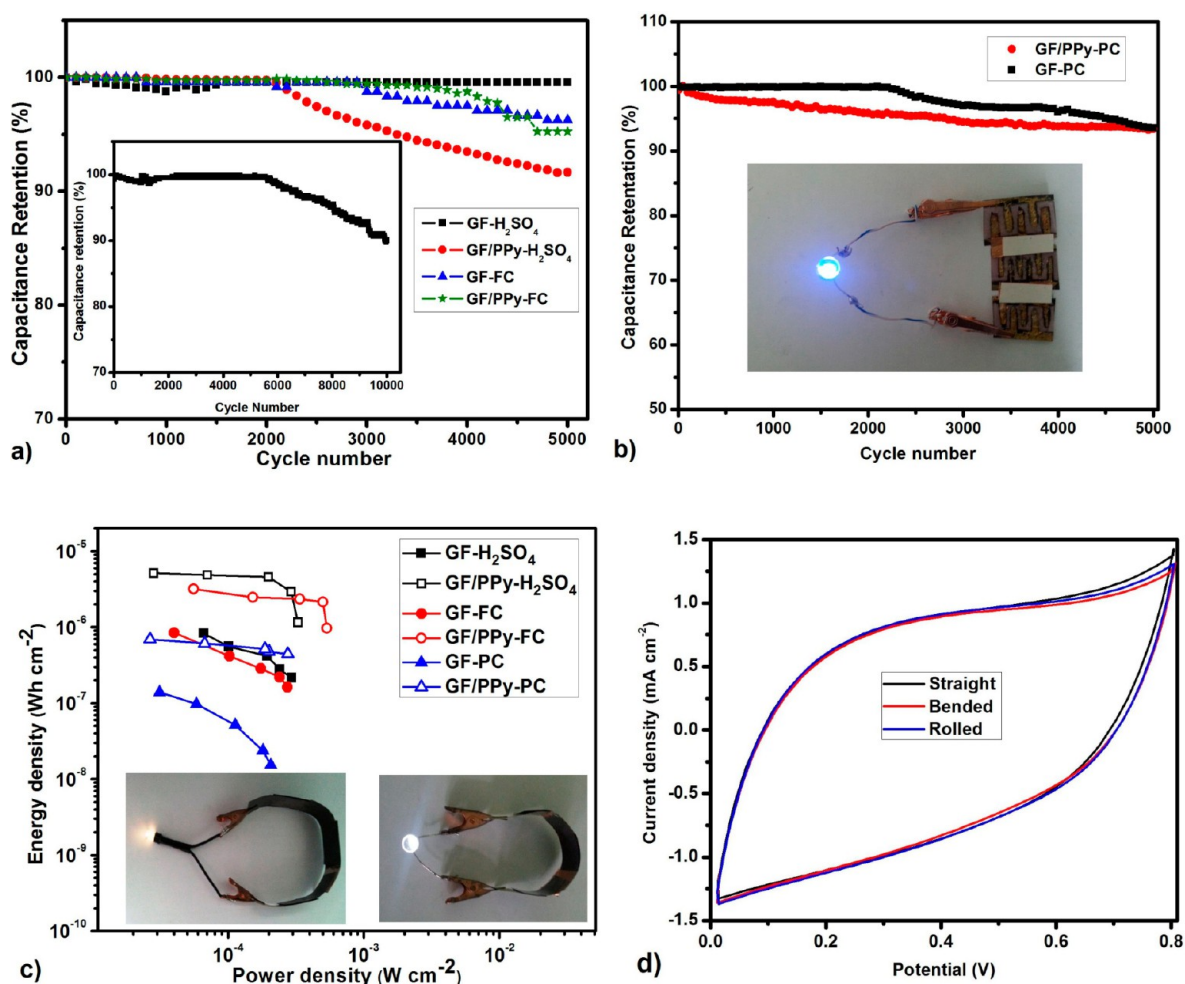 Capacitance Retention (%)
100
90
80
70
0
1000
2000
3000
4000
5000
Cycle number
a)
GF-H₂SO₄
GF/PPy-H₂SO₄
GF-FC
GF/PPy-FC
Capacitance retention (%)
100
90
80
70
0
2000
4000
6000
8000
10000
Cycle Number
Capacitance Retentation (%)
110
100
90
80
70
60
50
0
1000
2000
3000
4000
5000
Cycle number
b)
GF/PPy-PC
GF-PC
Energy density (Wh cm⁻²)
10⁻⁵
10⁻⁶
10⁻⁷
10⁻⁸
10⁻⁹
10⁻¹⁰
10⁻⁴
10⁻³
10⁻²
Power density (W cm⁻²)
c)
GF-H₂SO₄
GF/PPy-H₂SO₄
GF-FC
GF/PPy-FC
GF-PC
GF/PPy-PC
Current density (mA cm⁻²)
1.5
1.0
0.5
0.0
-0.5
-1.0
-1.5
0.0
0.2
0.4
0.6
0.8
Potential (V)
d)
Straight
Bended
Rolled